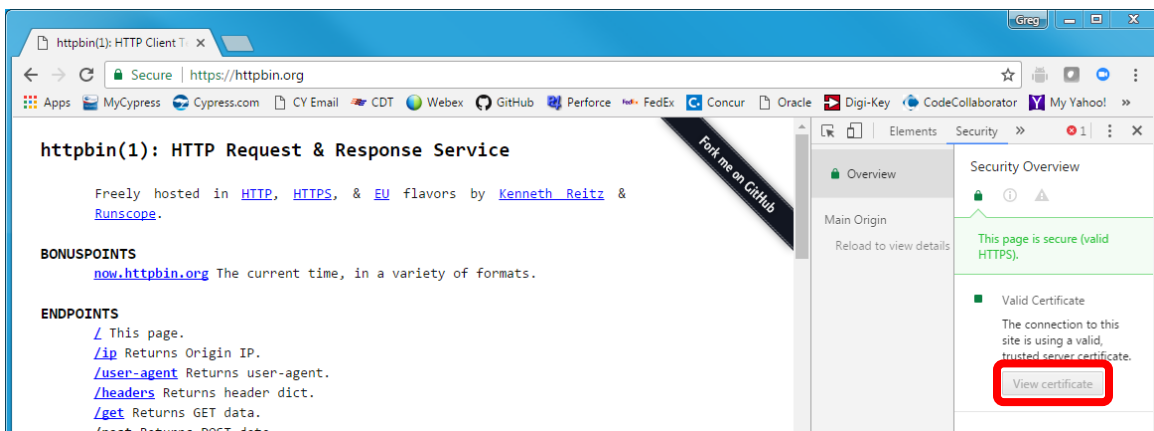 Greg
httpbin(1): HTTP Client T
Secure | https://httpbin.org
Apps MyCypress Cypress.com CY Email CDT Webex GitHub Perforce FedEx Concur Oracle Digi-Key CodeCollaborator My Yahoo! »
Elements Security » 1
httpbin(1): HTTP Request & Response Service
Fork me on GitHub
Freely hosted in HTTP, HTTPS, & EU flavors by Kenneth Reitz &
Runscope.
BONUSPOINTS
now.httpbin.org The current time, in a variety of formats.
ENDPOINTS
/ This page.
/ip Returns Origin IP.
/user-agent Returns user-agent.
/headers Returns header dict.
/get Returns GET data.
/post Returns POST data.
Overview
Main Origin
Reload to view details
Security Overview
This page is secure (valid
HTTPS).
Valid Certificate
The connection to this
site is using a valid,
trusted server certificate.
View certificate